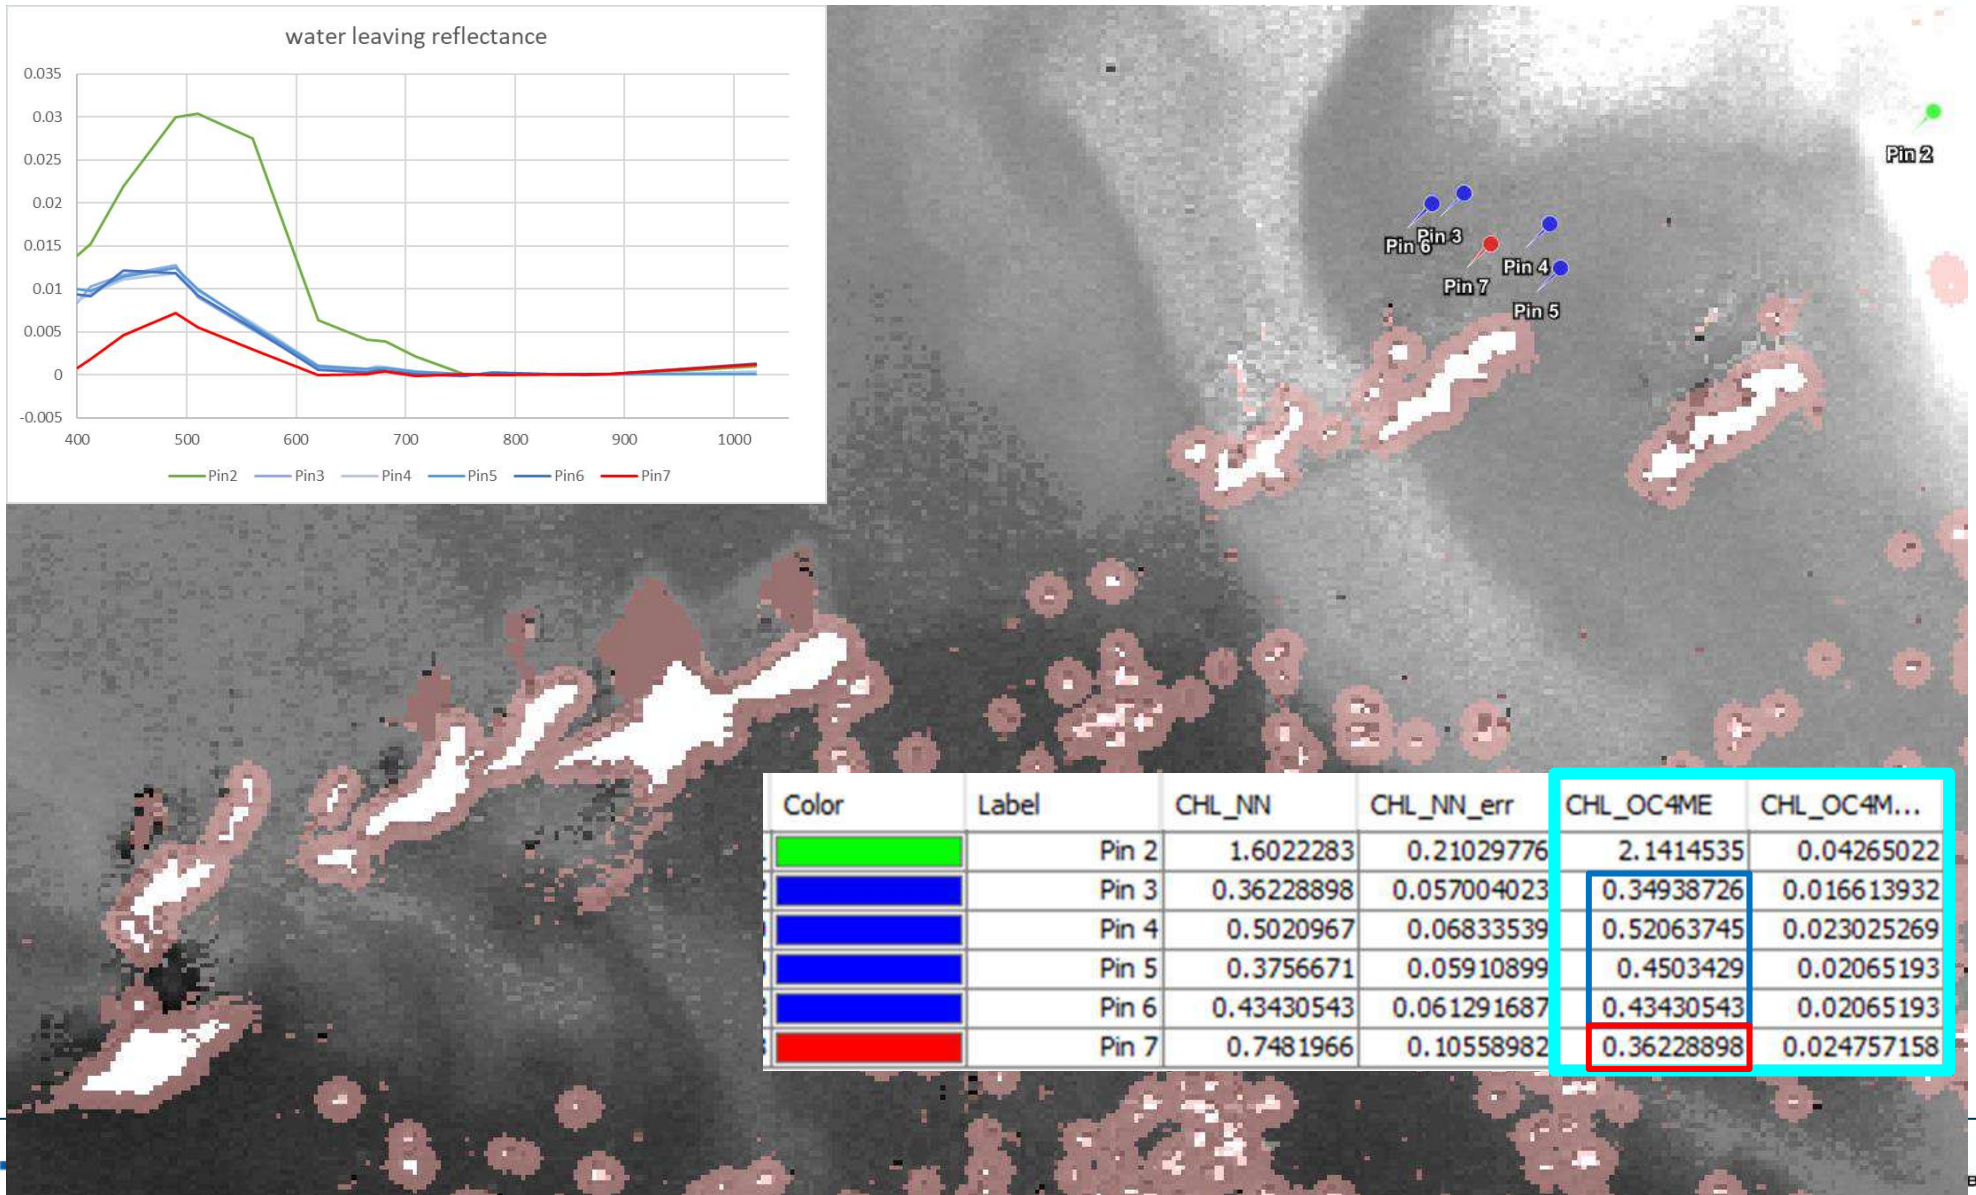 water leaving reflectance
0.035
0.03
0.025
0.02
0.015
0.01
0.005
0
-0.005
400 500 600 700 800 900 1000
Pin2 Pin3 Pin4 Pin5 Pin6 Pin7
Pin 2
Pin 3
Pin 6
Pin 4
Pin 7
Pin 5
Color Label CHL_NN CHL_NN_err CHL_OC4ME CHL_OC4M...
Pin 2 1.6022283 0.21029776 2.1414535 0.04265022
Pin 3 0.36228898 0.057004023 0.34938726 0.016613932
Pin 4 0.5020967 0.06833539 0.52063745 0.023025269
Pin 5 0.3756671 0.05910899 0.4503429 0.02065193
Pin 6 0.43430543 0.061291687 0.43430543 0.02065193
Pin 7 0.7481966 0.10558982 0.36228898 0.024757158